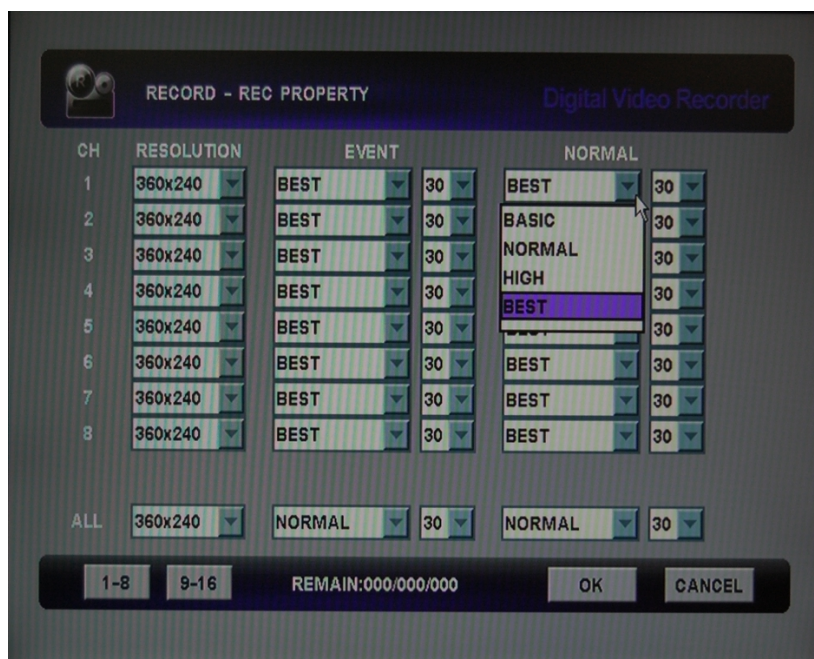 RECORD - REC PROPERTY Digital Video Recorder
CH RESOLUTION EVENT NORMAL
1 360x240 BEST 30 BEST 30
2 360x240 BEST 30 BASIC 30
3 360x240 BEST 30 NORMAL 30
HIGH
4 360x240 BEST 30 BEST 30
5 360x240 BEST 30 30
6 360x240 BEST 30 BEST 30
7 360x240 BEST 30 BEST 30
8 360x240 BEST 30 BEST 30
ALL 360x240 NORMAL 30 NORMAL 30
1-8 9-16 REMAIN:000/000/000 OK CANCEL